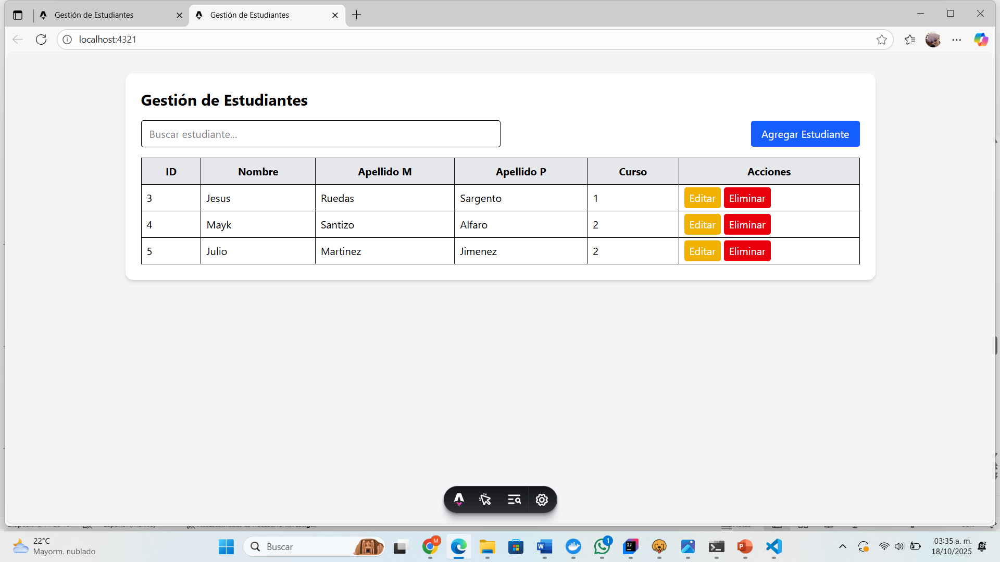 Gestión de Estudiantes
Gestión de Estudiantes
localhost:4321
Gestión de Estudiantes
Buscar estudiante...
Agregar Estudiante
ID Nombre Apellido M Apellido P Curso Acciones
3 Jesus Ruedas Sargento 1 Editar Eliminar
4 Mayk Santizo Alfaro 2 Editar Eliminar
5 Julio Martinez Jimenez 2 Editar Eliminar
22°C
Mayorm. nublado
Buscar
M
W
1
IJ
P
03:35 a. m.
18/10/2025